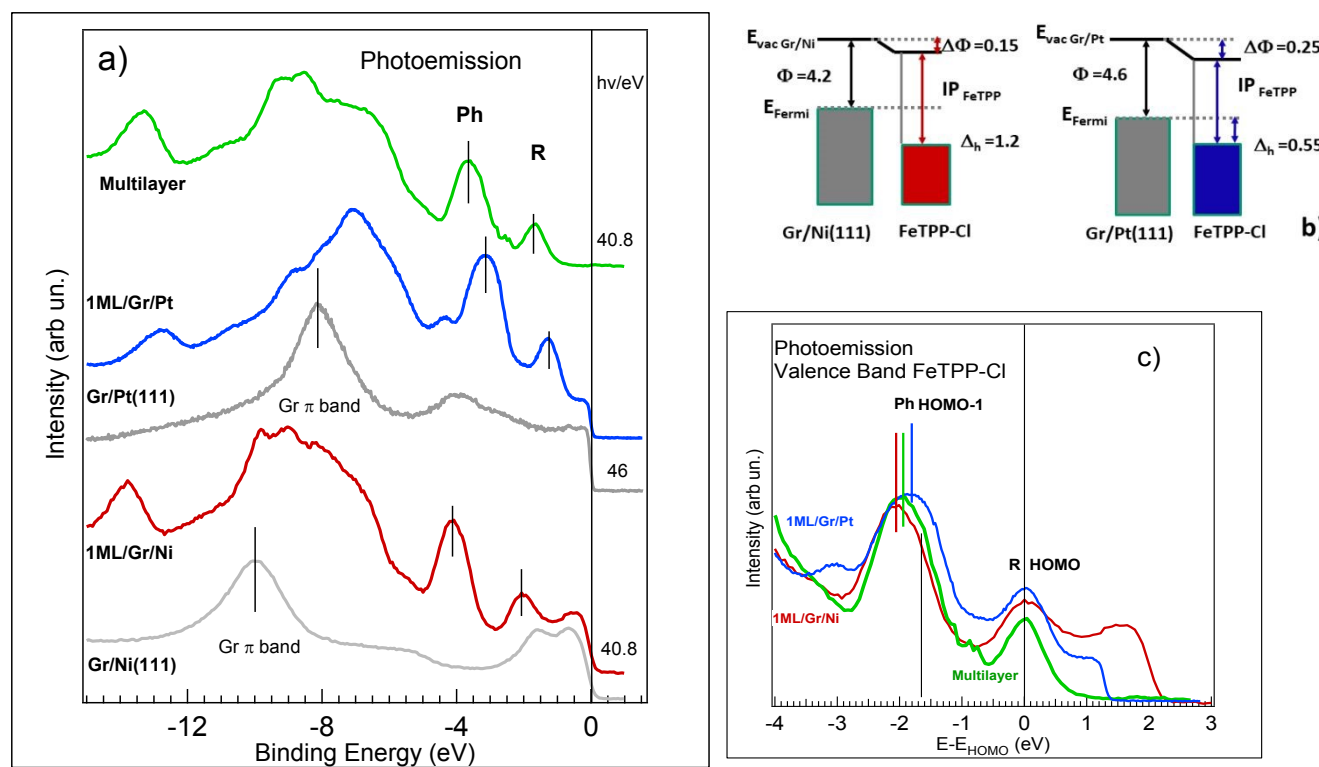 a)
Photoemission
hν/eV
Ph
R
Multilayer
40.8
1ML/Gr/Pt
Gr/Pt(111)
Gr π band
46
1ML/Gr/Ni
Gr/Ni(111)
Gr π band
40.8
Intensity (arb un.)
-12
-8
-4
0
Binding Energy (eV)
E vac Gr/Ni
ΔΦ=0.15
Φ=4.2
IP FeTPP
E Fermi
Δh=1.2
Gr/Ni(111)
FeTPP-Cl
E vac Gr/Pt
ΔΦ=0.25
Φ=4.6
IP FeTPP
E Fermi
Δh=0.55
Gr/Pt(111)
FeTPP-Cl
b)
Photoemission
Valence Band FeTPP-Cl
c)
Ph HOMO-1
1ML/Gr/Pt
R HOMO
1ML/Gr/Ni
Multilayer
Intensity (arb un.)
-4
-3
-2
-1
0
1
2
3
E-EHOMO (eV)